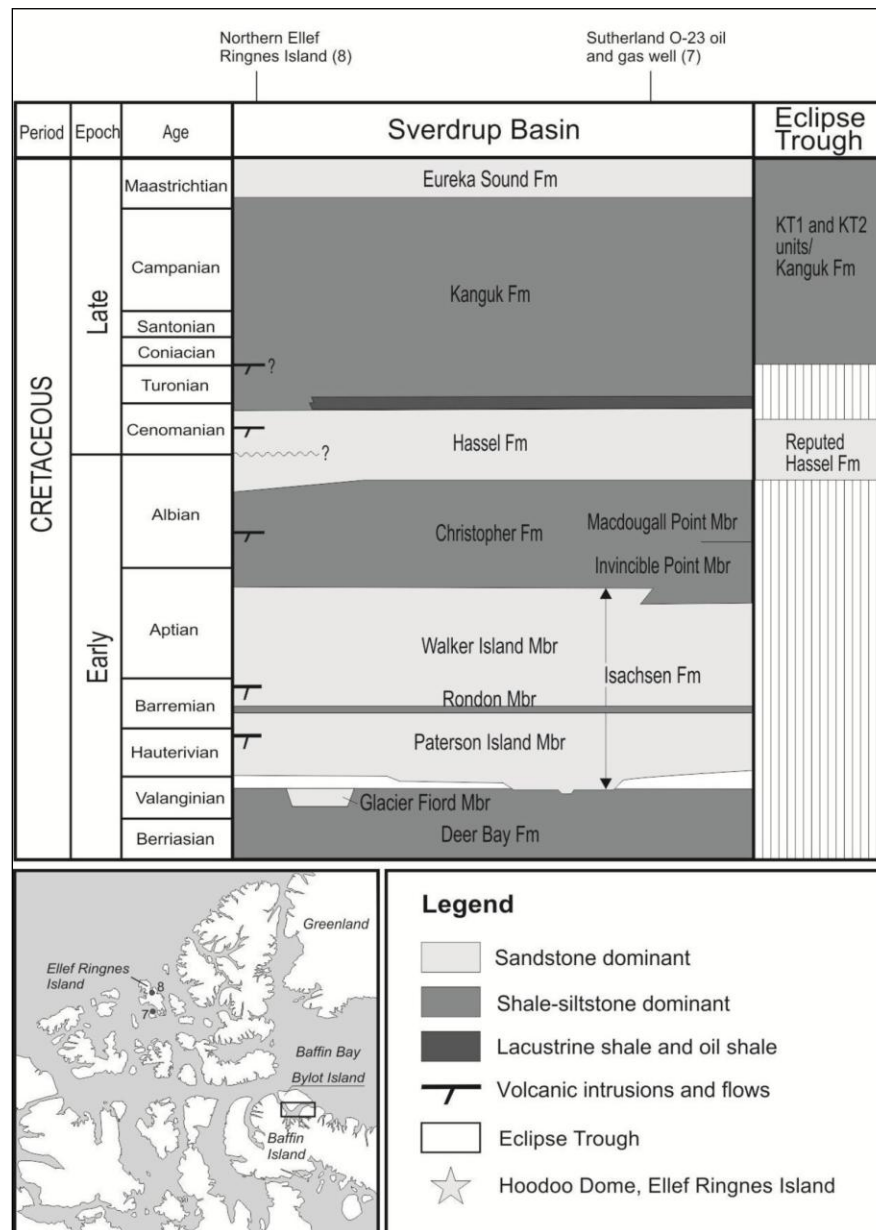 Northern Ellef
Ringnes Island (8)
Sutherland O-23 oil
and gas well (7)
Period
Epoch
Age
Sverdrup Basin
Eclipse
Trough
CRETACEOUS
Late
Early
Maastrichtian
Campanian
Santonian
Coniacian
Turonian
Cenomanian
Albian
Aptian
Barremian
Hauterivian
Valanginian
Berriasian
Eureka Sound Fm
Kanguk Fm
?
Hassel Fm
?
Christopher Fm
Macdougall Point Mbr
Invincible Point Mbr
Walker Island Mbr
Isachsen Fm
Rondon Mbr
Paterson Island Mbr
Glacier Fiord Mbr
Deer Bay Fm
KT1 and KT2
units/
Kanguk Fm
Reputed
Hassel Fm
Greenland
Ellef Ringnes
Island
8
7
Baffin Bay
Bylot Island
Baffin
Island
Legend
Sandstone dominant
Shale-siltstone dominant
Lacustrine shale and oil shale
Volcanic intrusions and flows
Eclipse Trough
Hoodoo Dome, Ellef Ringnes Island